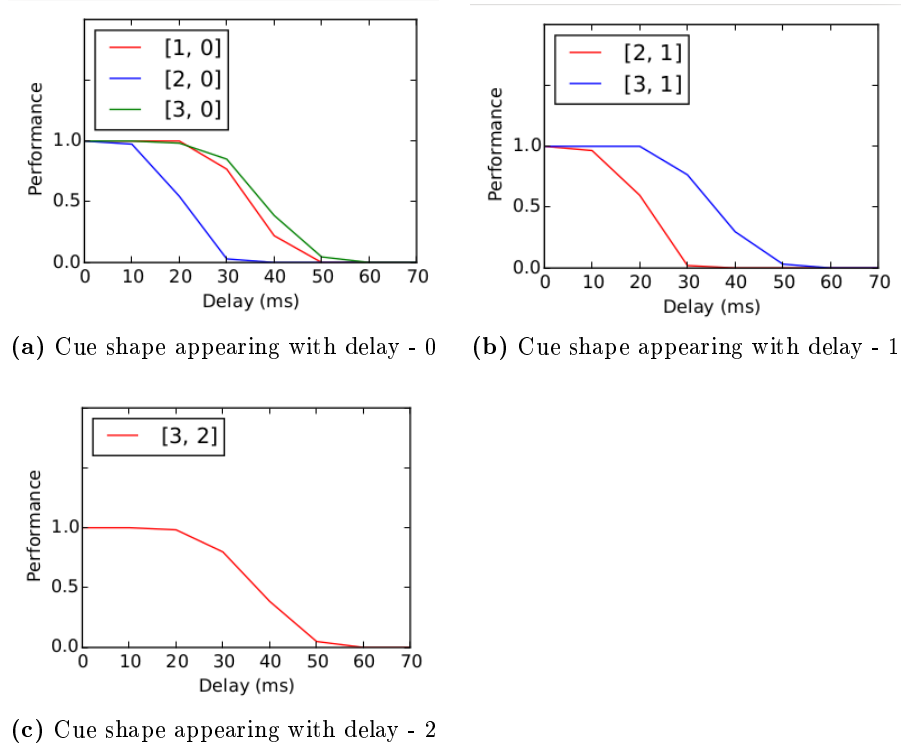 [1, 0]
[2, 0]
[3, 0]
Performance
1.0
0.5
0.0
0 10 20 30 40 50 60 70
Delay (ms)
(a) Cue shape appearing with delay - 0
[2, 1]
[3, 1]
Performance
1.0
0.5
0.0
0 10 20 30 40 50 60 70
Delay (ms)
(b) Cue shape appearing with delay - 1
[3, 2]
Performance
1.0
0.5
0.0
0 10 20 30 40 50 60 70
Delay (ms)
(c) Cue shape appearing with delay - 2